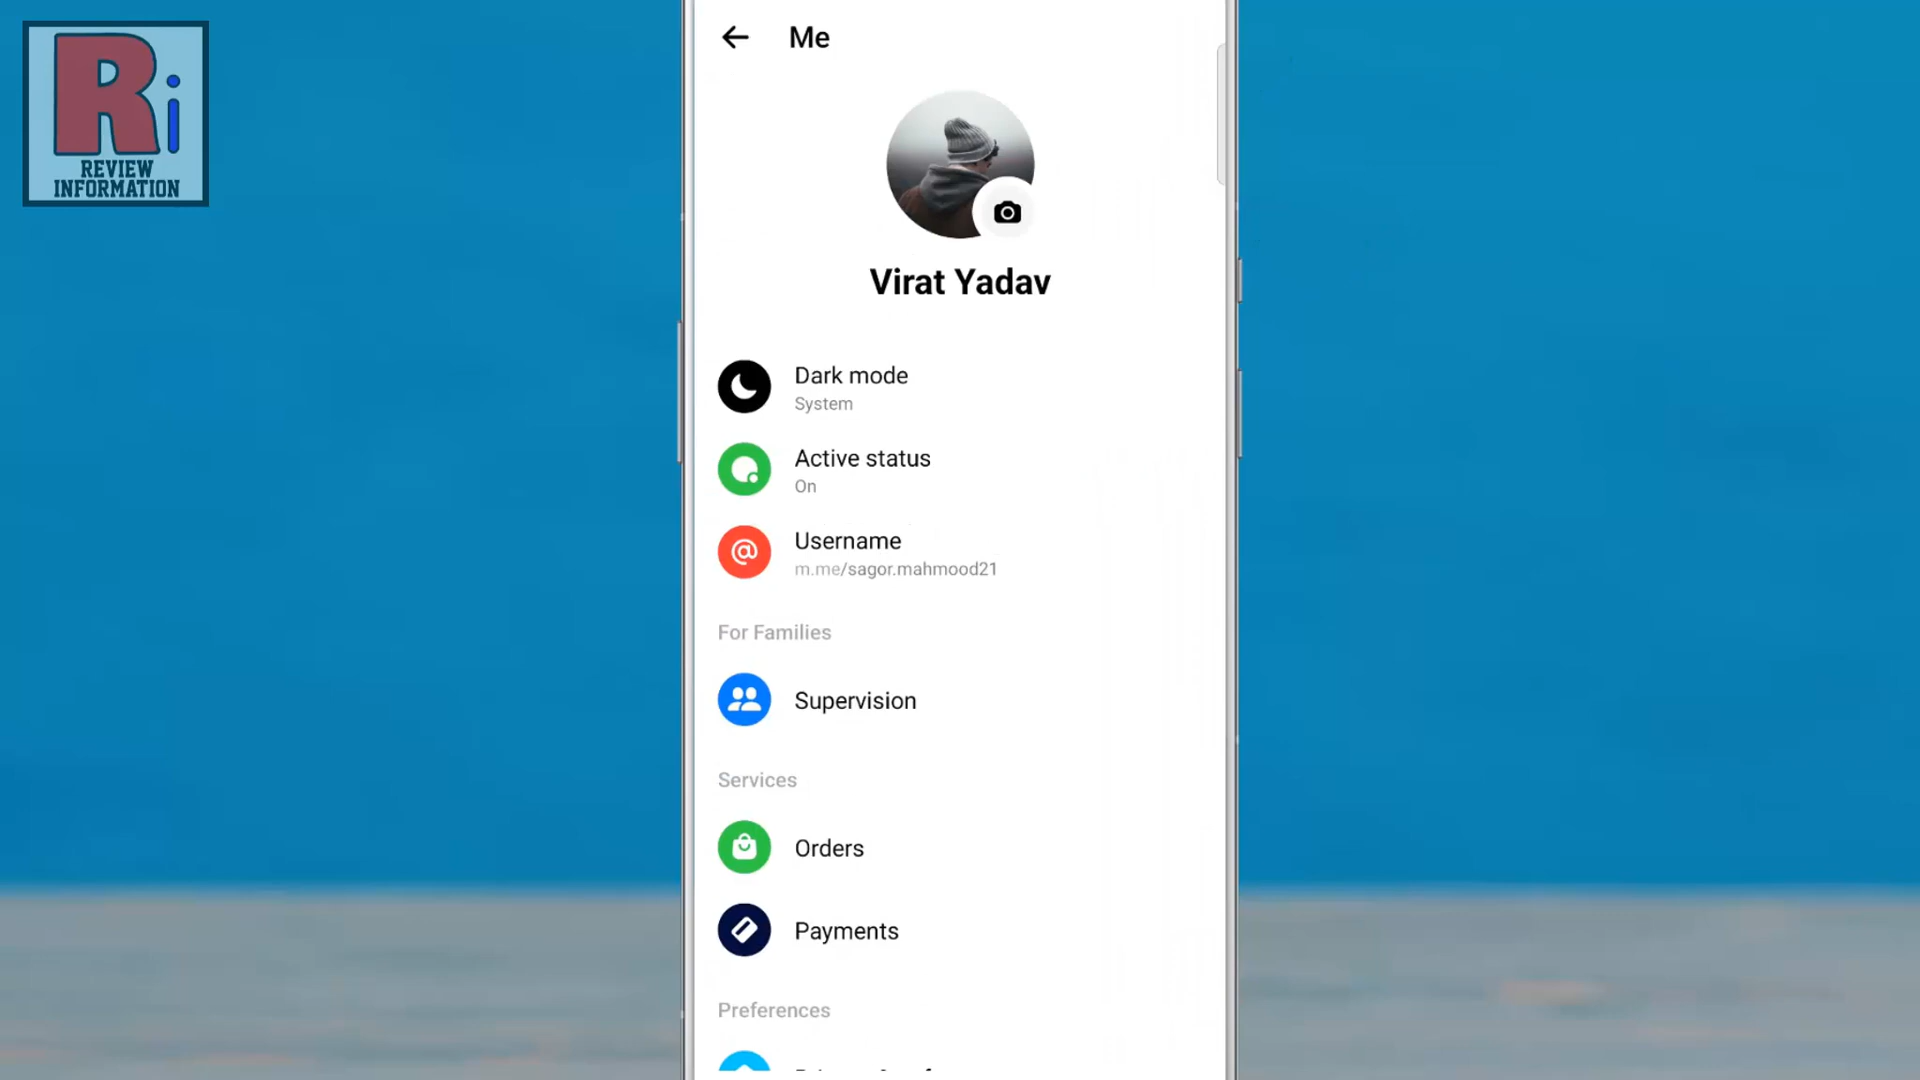 Ri
REVIEW
INFORMATION
Me
Virat Yadav
Dark mode
System
Active status
On
Username
m.me/sagor.mahmood21
For Families
Supervision
Services
Orders
Payments
Preferences